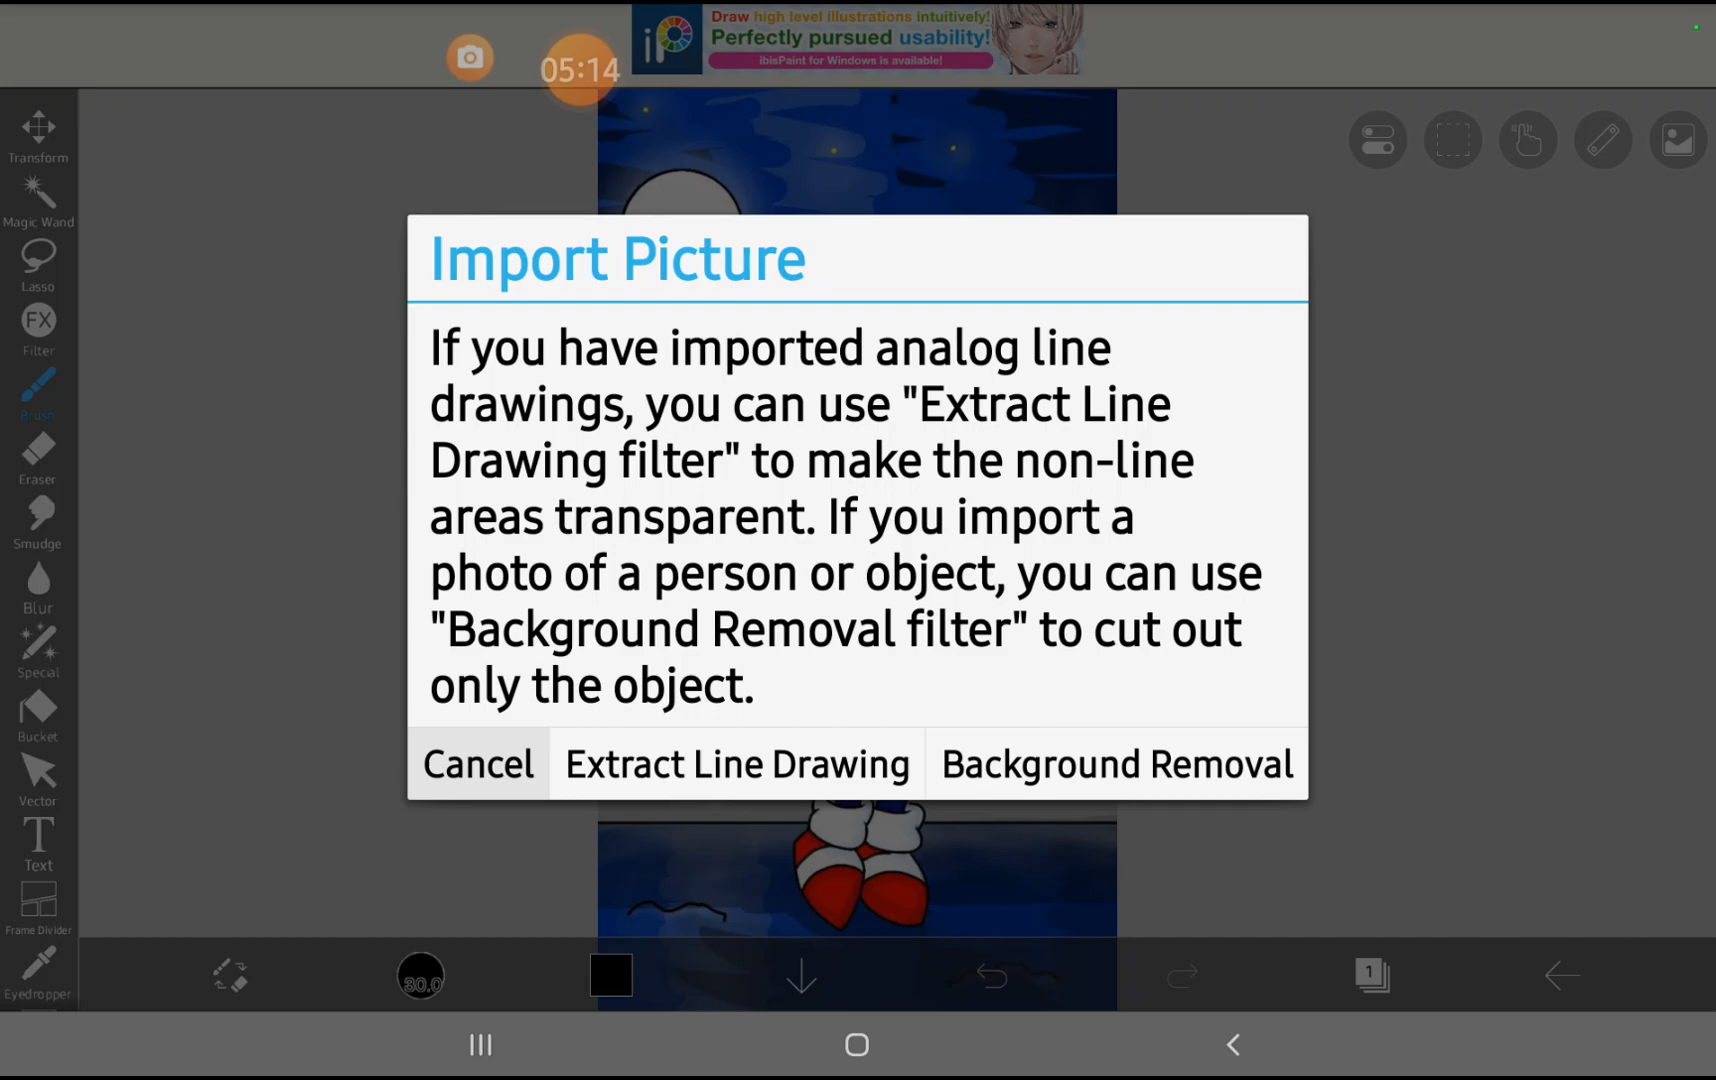 Draw high level illustrations intuitively!
iP
Perfectly pursued usability!
ibisPaint for Windows is available!
05:14
Transform
Magic Wand
Lasso
FX
Filter
Brush
Eraser
Smudge
Blur
Special
Bucket
Vector
T
Text
Frame Divider
Eyedropper
Import Picture
If you have imported analog line
drawings, you can use "Extract Line
Drawing filter" to make the non-line
areas transparent. If you import a
photo of a person or object, you can use
"Background Removal filter" to cut out
only the object.
Cancel
Extract Line Drawing
Background Removal
30.0
1